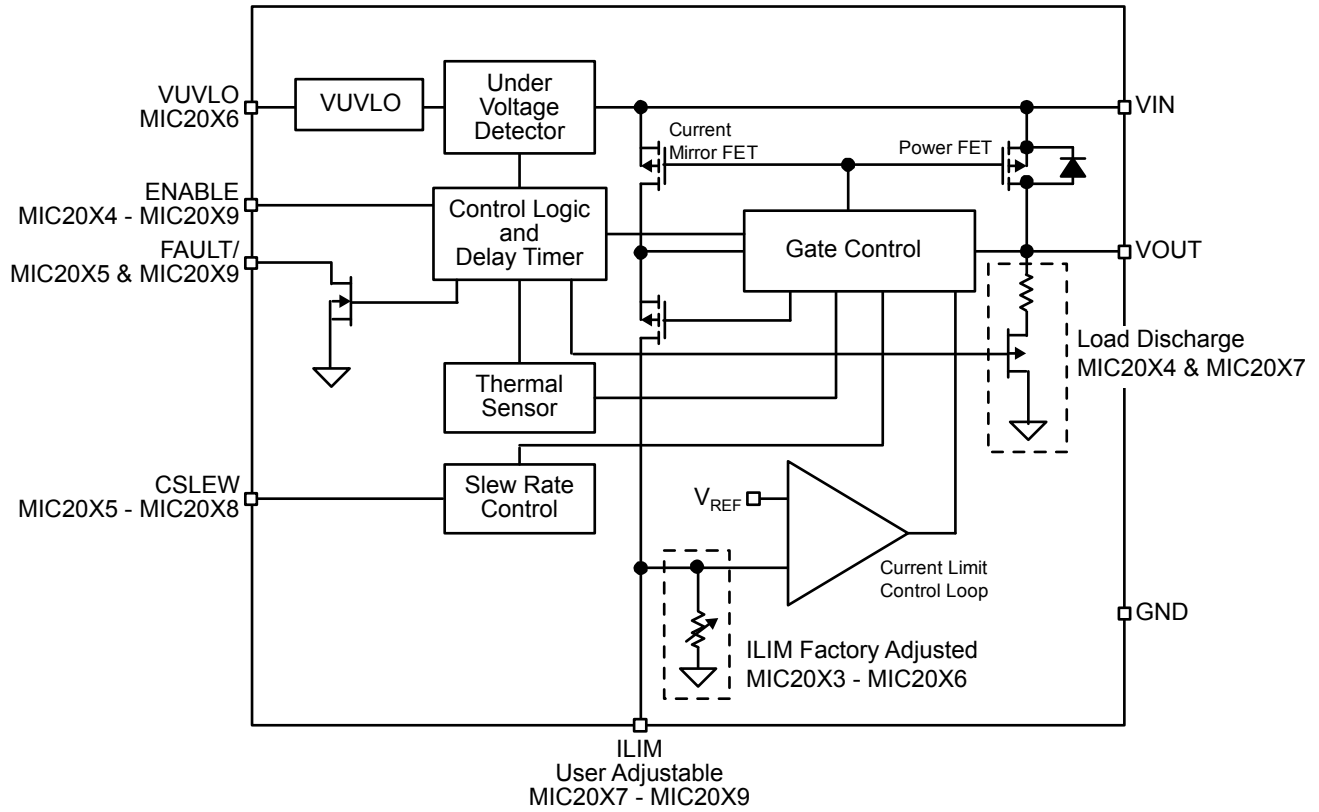 VUVLO
MIC20X6
VUVLO
Under
Voltage
Detector
VIN
Current
Mirror FET
Power FET
ENABLE
MIC20X4 - MIC20X9
FAULT/
MIC20X5 & MIC20X9
Control Logic
and
Delay Timer
Gate Control
VOUT
Load Discharge
MIC20X4 & MIC20X7
Thermal
Sensor
CSLEW
MIC20X5 - MIC20X8
Slew Rate
Control
VREF
Current Limit
Control Loop
GND
ILIM Factory Adjusted
MIC20X3 - MIC20X6
ILIM
User Adjustable
MIC20X7 - MIC20X9